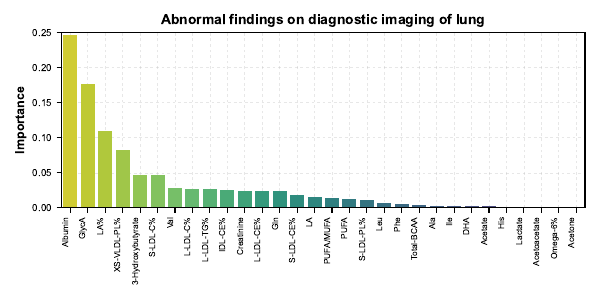 Abnormal findings on diagnostic imaging of lung
Importance
0.25
0.20
0.15
0.10
0.05
0.00
Albumin
GlycA
LA%
XS-VLDL-PL%
3-Hydroxybutyrate
S-LDL-C%
Val
L-LDL-C%
L-LDL-TG%
IDL-CE%
Creatinine
L-LDL-CE%
Gln
S-LDL-CE%
LA
PUFA/MUFA
PUFA
S-LDL-PL%
Leu
Phe
Total-BCAA
Ala
Ile
DHA
Acetate
His
Lactate
Acetoacetate
Omega-6%
Acetone